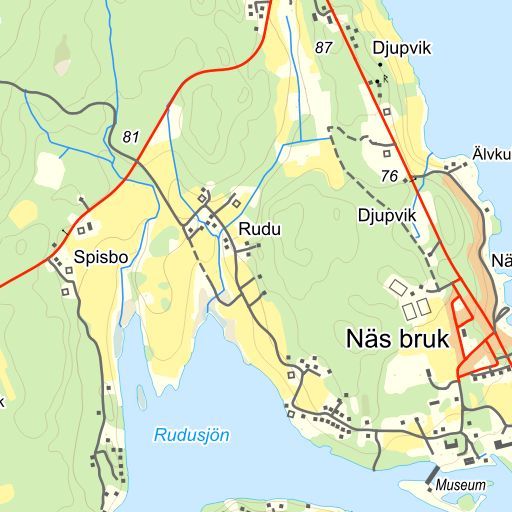 87
Djupvik
81
Älvku
76
Djupvik
Rudu
Spisbo
Nä
Näs bruk
k
Rudusjön
Museum